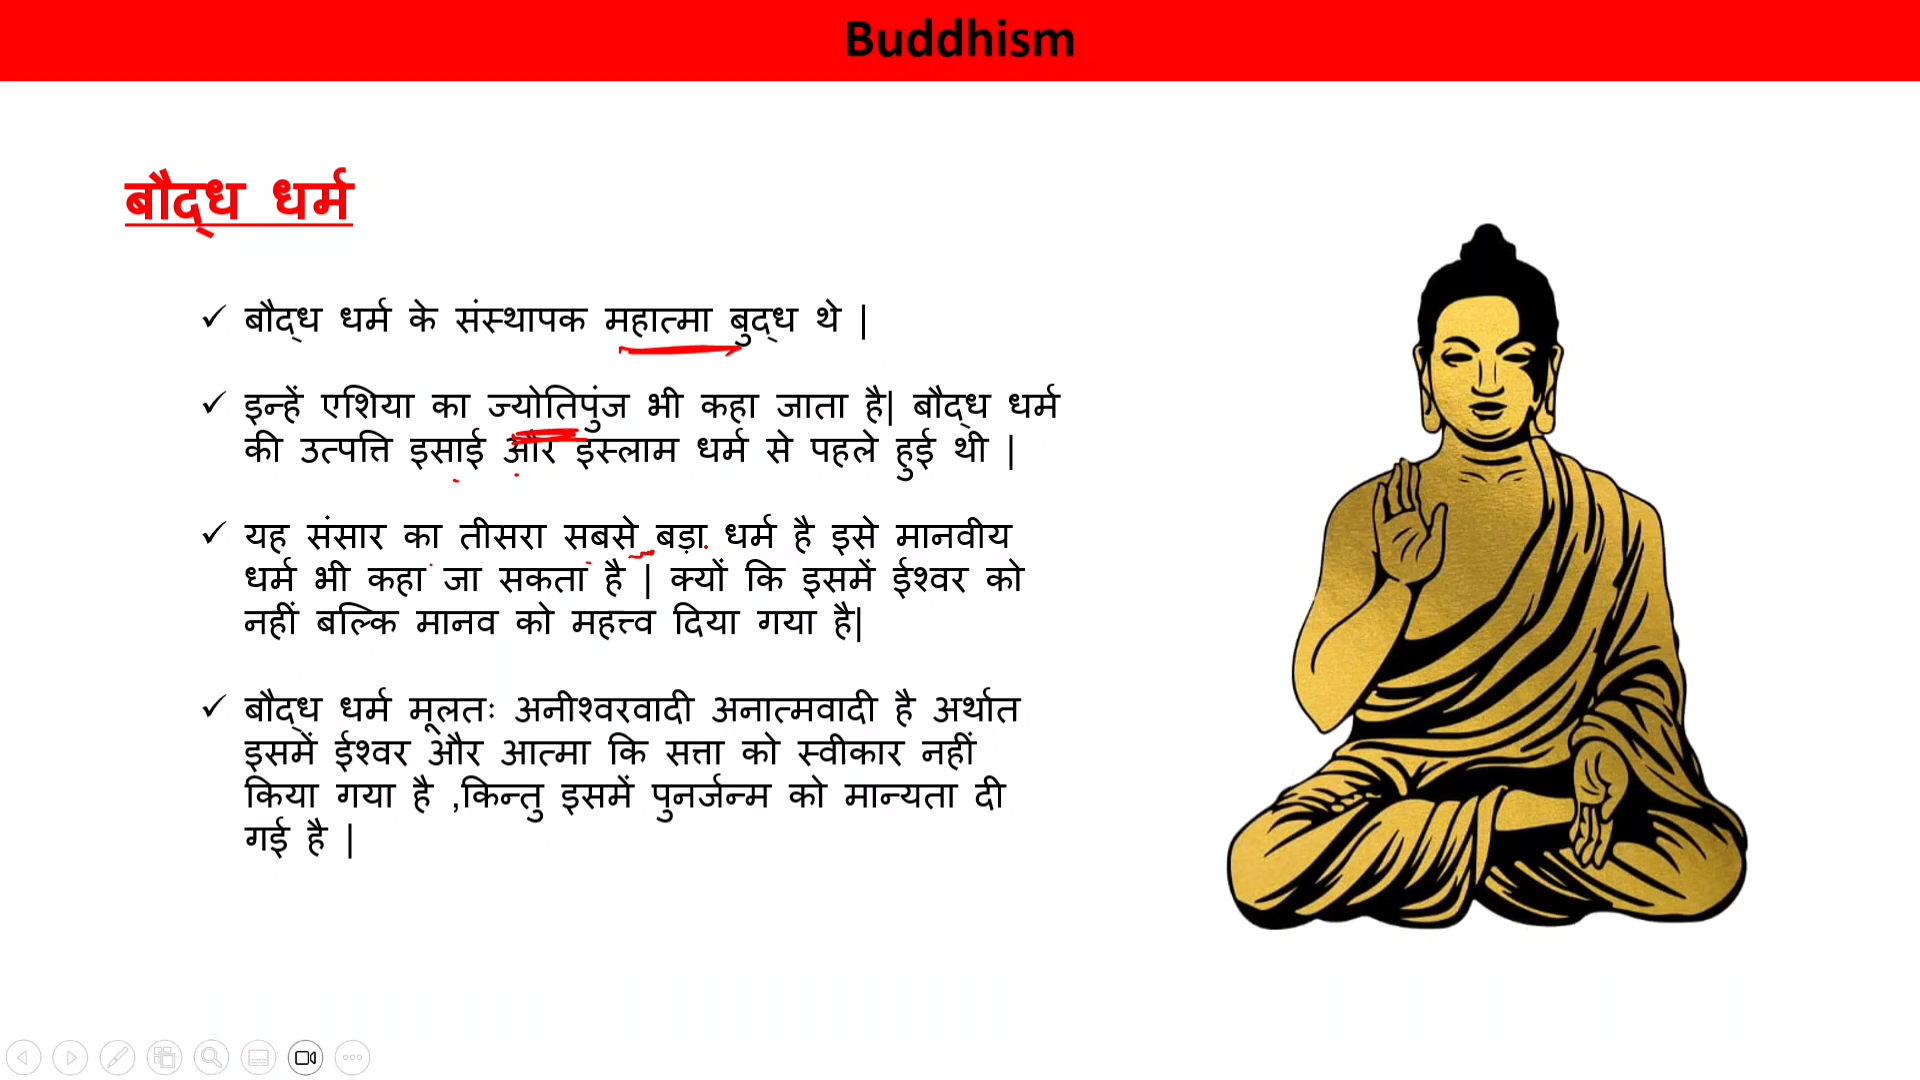 Buddhism
बौद्ध धर्म
✓ बौद्ध धर्म के संस्थापक महात्मा बुद्ध थे |
✓ इन्हें एशिया का ज्योतिपुंज भी कहा जाता है| बौद्ध धर्म
की उत्पत्ति इसाई और इस्लाम धर्म से पहले हुई थी |
✓ यह संसार का तीसरा सबसे बड़ा धर्म है इसे मानवीय
धर्म भी कहा जा सकता है | क्यों कि इसमें ईश्वर को
नहीं बल्कि मानव को महत्त्व दिया गया है|
✓ बौद्ध धर्म मूलतः अनीश्वरवादी अनात्मवादी है अर्थात
इसमें ईश्वर और आत्मा कि सत्ता को स्वीकार नहीं
किया गया है ,किन्तु इसमें पुनर्जन्म को मान्यता दी
गई है |